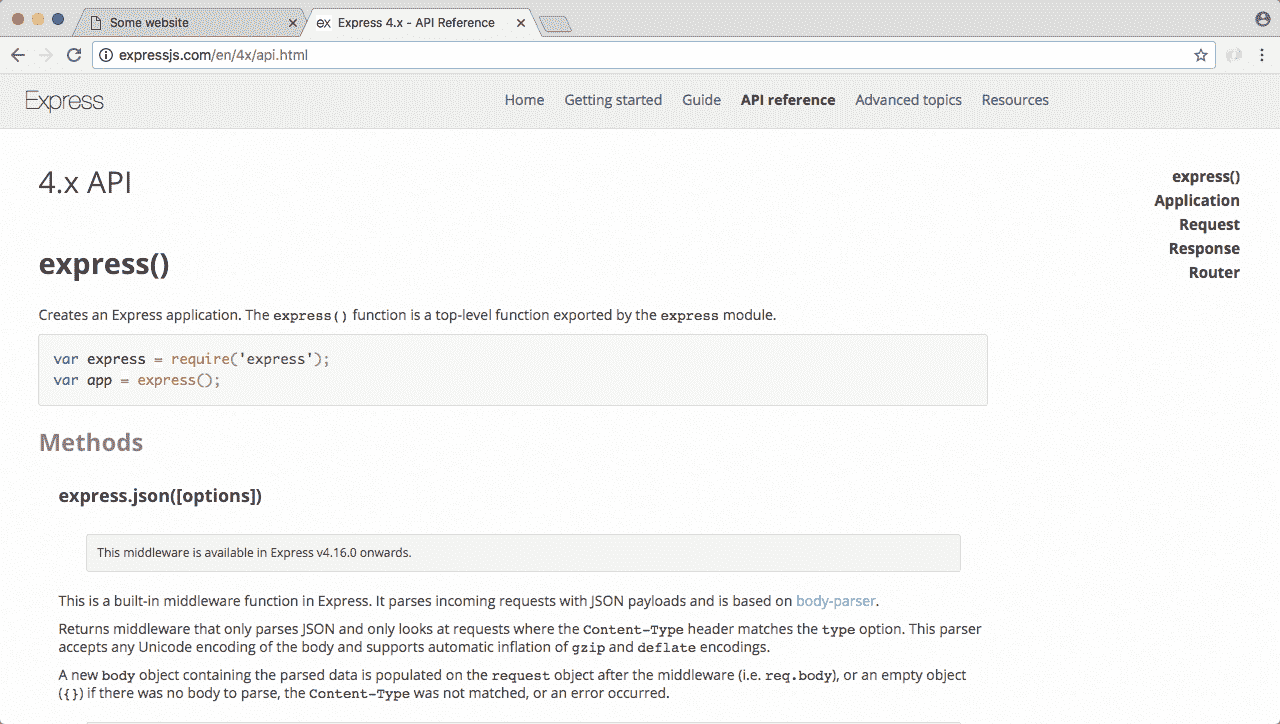 Some website
ex Express 4.x - API Reference
expressjs.com/en/4x/api.html
Express
Home Getting started Guide API reference Advanced topics Resources
4.x API
express()
Application
Request
Response
Router
express()
Creates an Express application. The express() function is a top-level function exported by the express module.
var express = require('express');
var app = express();
Methods
express.json([options])
This middleware is available in Express v4.16.0 onwards.
This is a built-in middleware function in Express. It parses incoming requests with JSON payloads and is based on body-parser.
Returns middleware that only parses JSON and only looks at requests where the Content-Type header matches the type option. This parser
accepts any Unicode encoding of the body and supports automatic inflation of gzip and deflate encodings.
A new body object containing the parsed data is populated on the request object after the middleware (i.e. req.body), or an empty object
({}) if there was no body to parse, the Content-Type was not matched, or an error occurred.